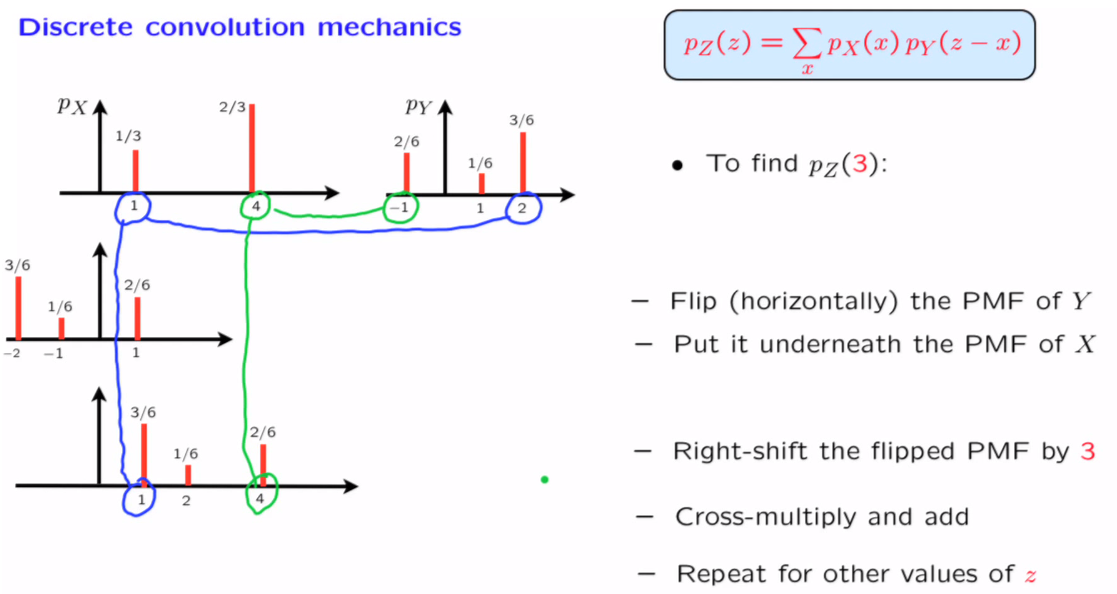 Discrete convolution mechanics
p_Z(z) = ∑_x p_X(x) p_Y(z − x)
p_X
1/3
2/3
1
4
p_Y
2/6
1/6
3/6
−1
1
2
• To find p_Z(3):
3/6
1/6
2/6
−2
−1
1
– Flip (horizontally) the PMF of Y
– Put it underneath the PMF of X
3/6
1/6
2/6
1
2
4
– Right-shift the flipped PMF by 3
– Cross-multiply and add
– Repeat for other values of z